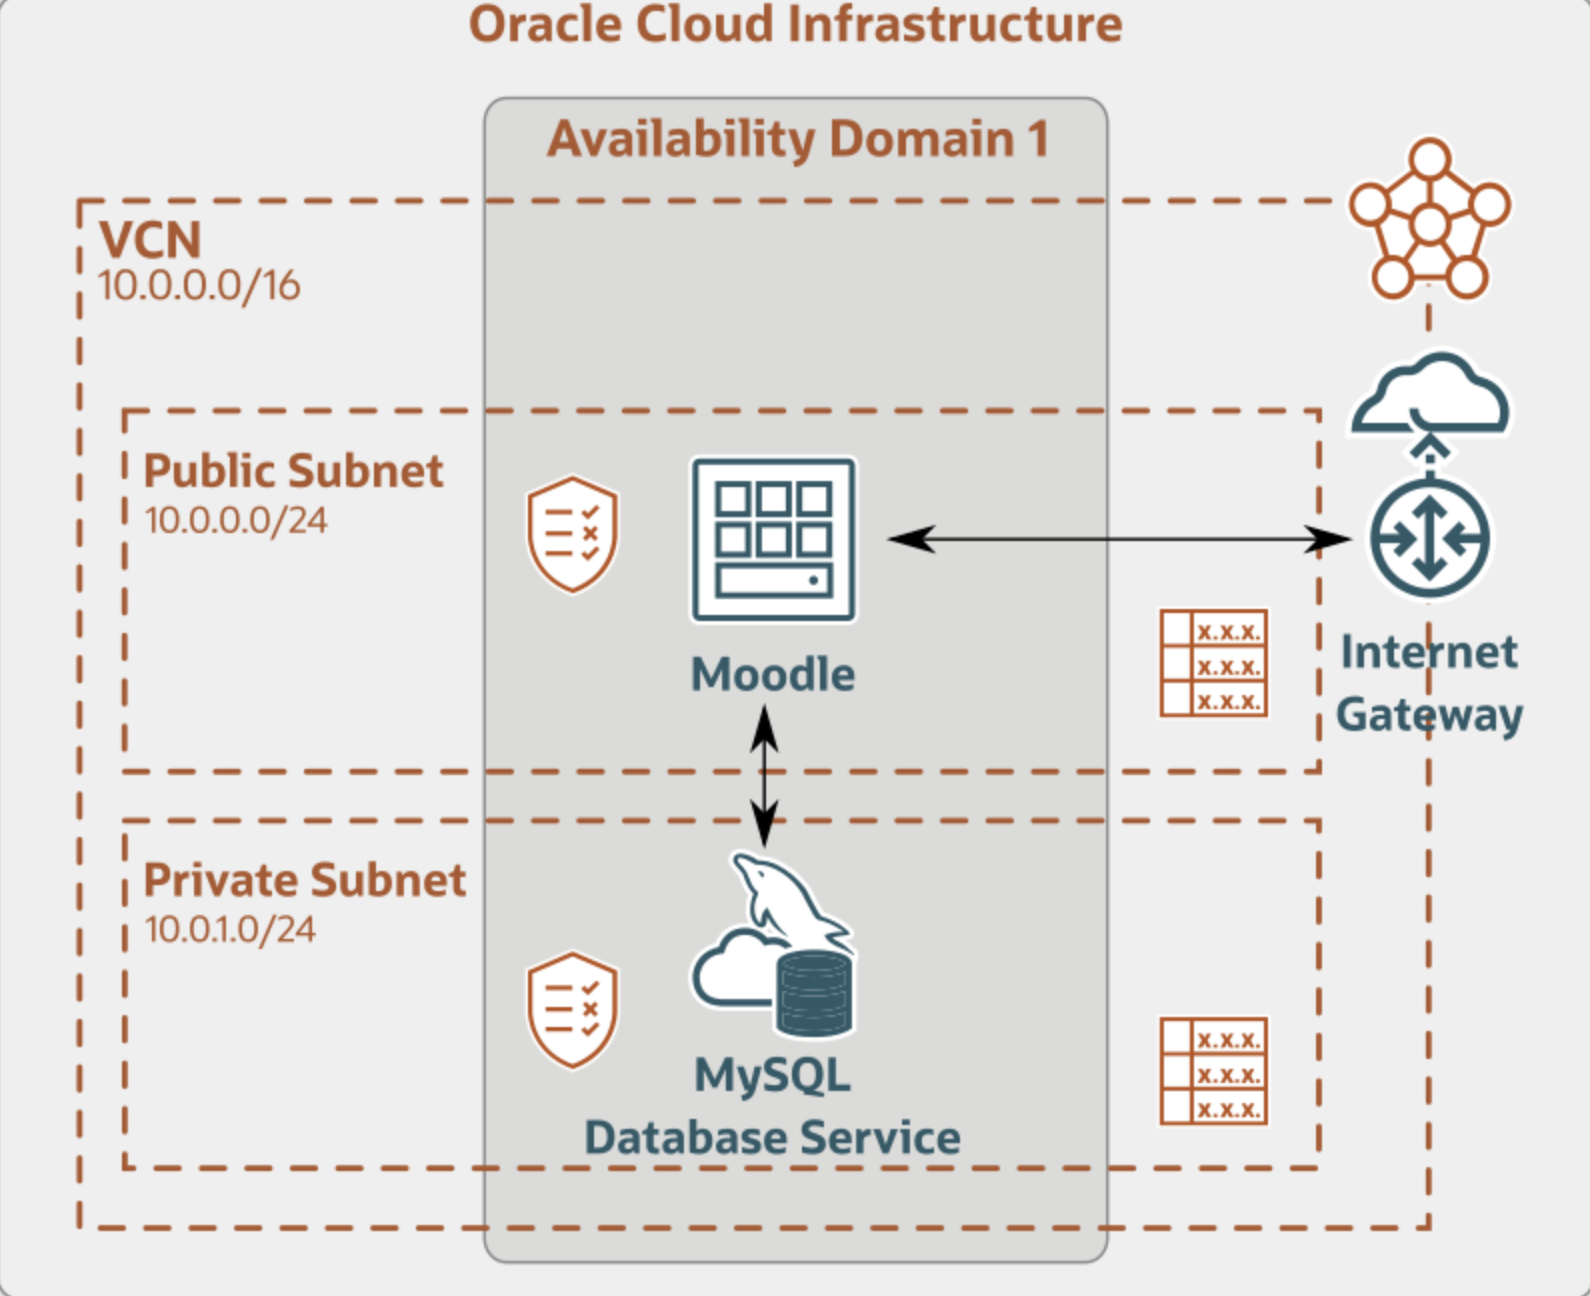 Oracle Cloud Infrastructure
Availability Domain 1
VCN
10.0.0.0/16
Public Subnet
10.0.0.0/24
Moodle
x.x.x.
x.x.x.
x.x.x.
Internet
Gateway
Private Subnet
10.0.1.0/24
MySQL
Database Service
x.x.x.
x.x.x.
x.x.x.